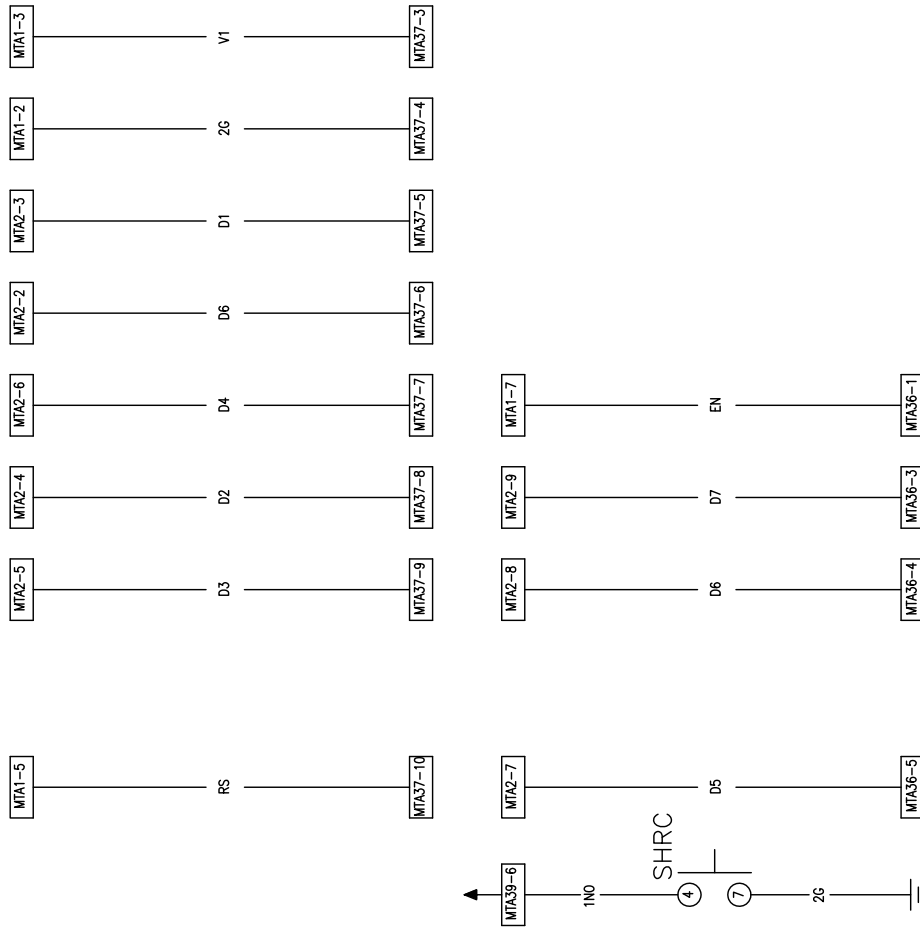 MTA1-3 V1 MTA37-3
MTA1-2 2G MTA37-4
MTA2-3 D1 MTA37-5
MTA2-2 D6 MTA37-6
MTA2-6 D4 MTA37-7
MTA2-4 D2 MTA37-8
MTA2-5 D3 MTA37-9
MTA1-5 RS MTA37-10
MTA1-7 EN MTA36-1
MTA2-9 D7 MTA36-3
MTA2-8 D6 MTA36-4
MTA2-7 D5 MTA36-5
SHRC
MTA39-6 1NO 4 7 2G